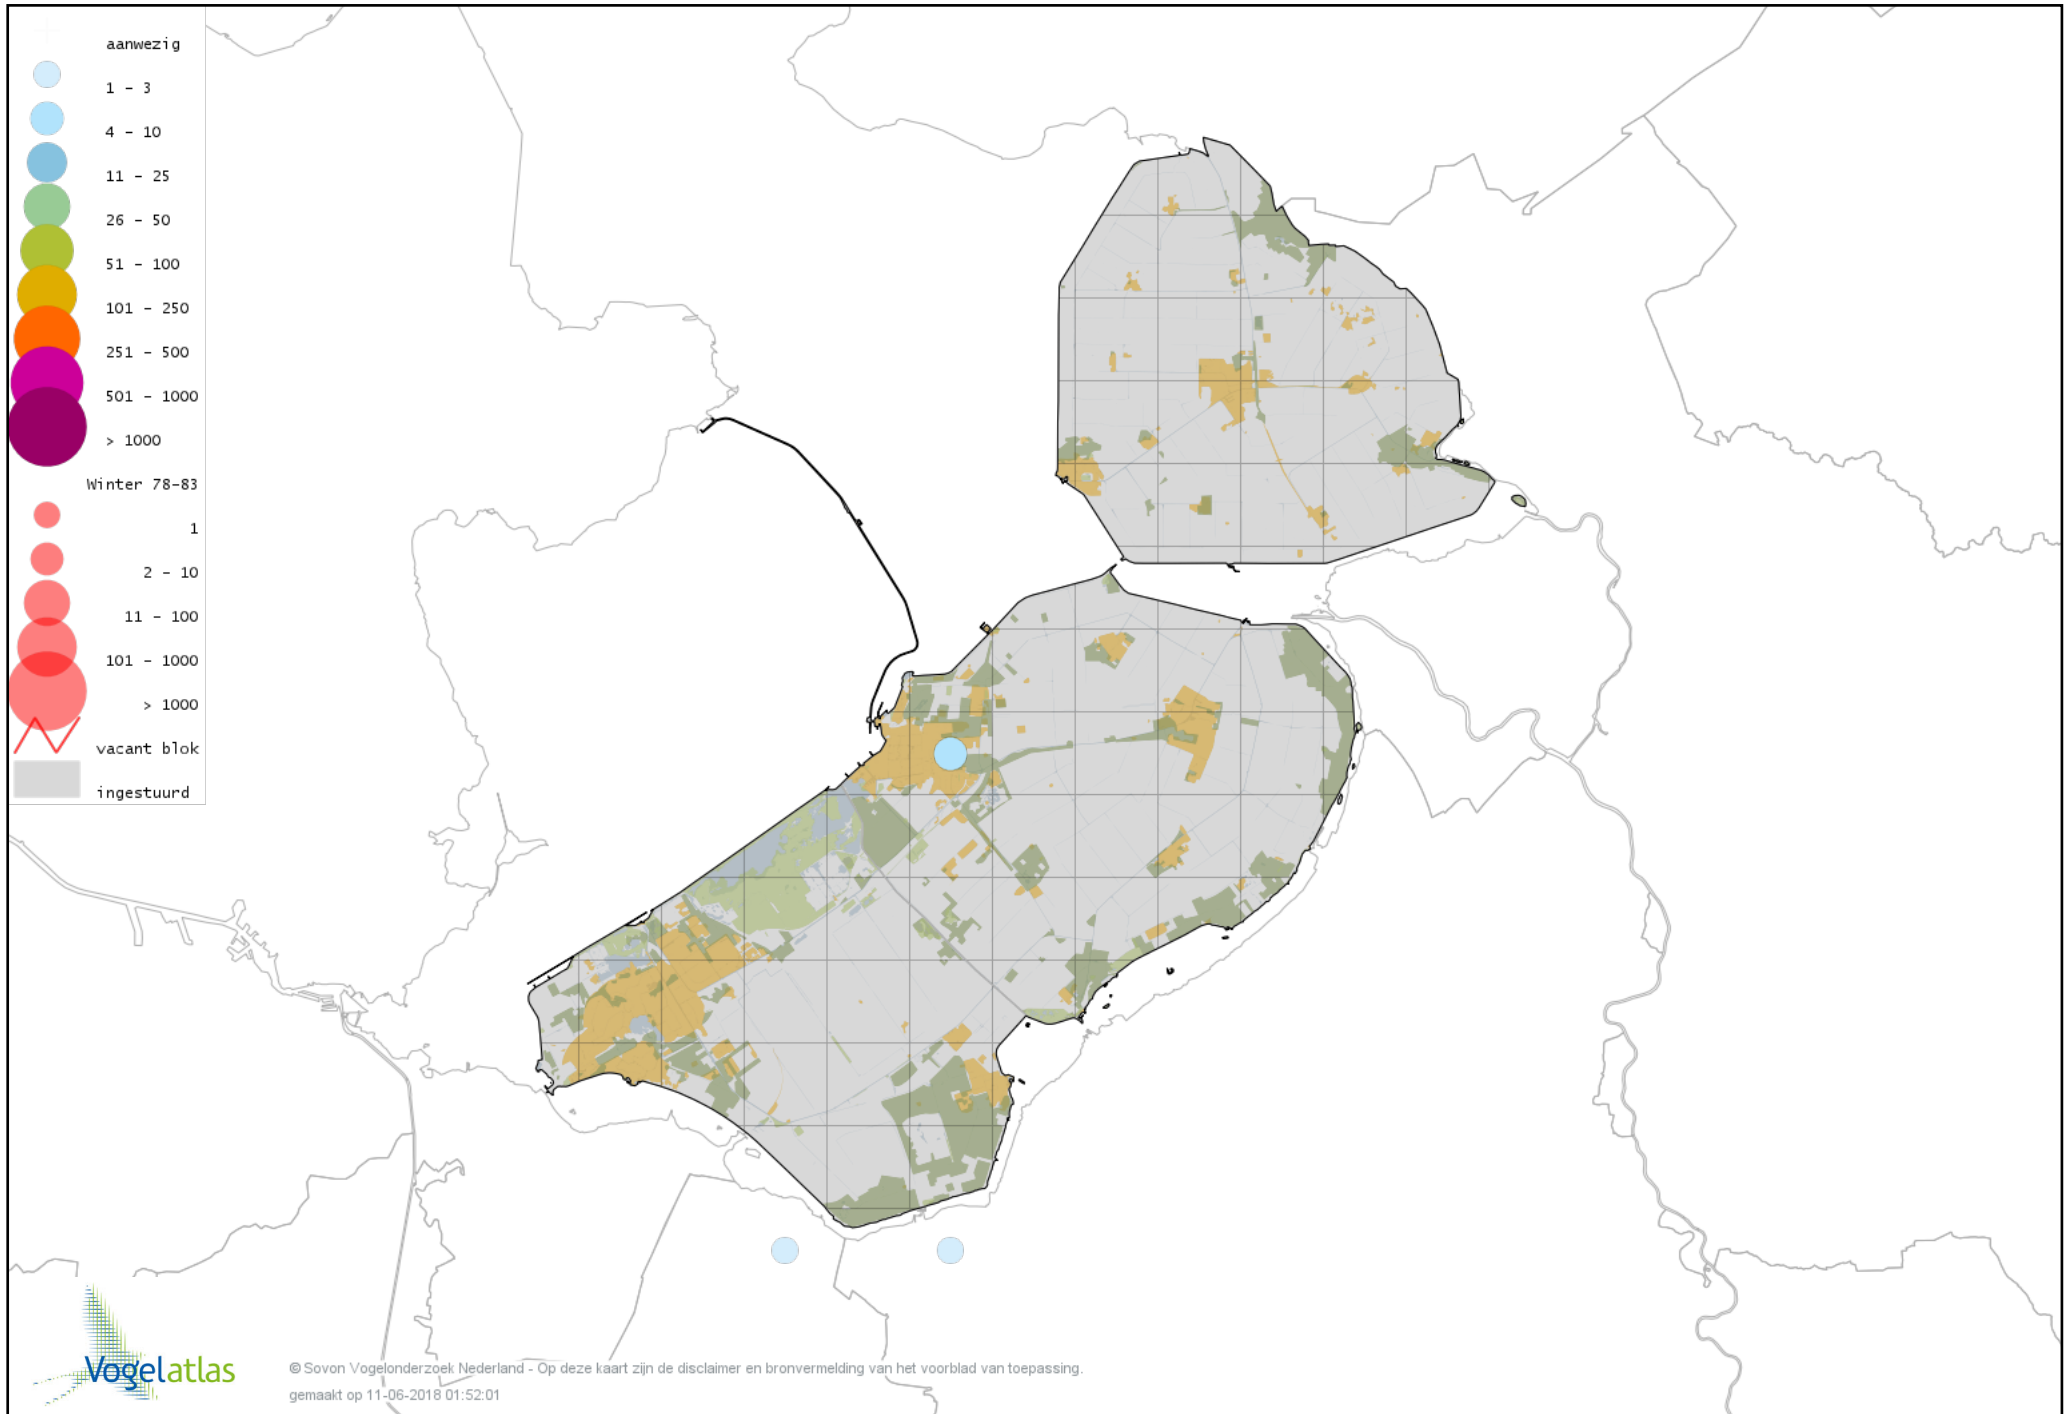 aanwezig
1 – 3
4 – 10
11 – 25
26 – 50
51 – 100
101 – 250
251 – 500
501 – 1000
> 1000
Winter 78–83
1
2 – 10
11 – 100
101 – 1000
> 1000
vacant blok
ingestuurd
Vogelatlas
© Sovon Vogelonderzoek Nederland - Op deze kaart zijn de disclaimer en bronvermelding van het voorblad van toepassing.
gemaakt op 11-06-2018 01:52:01